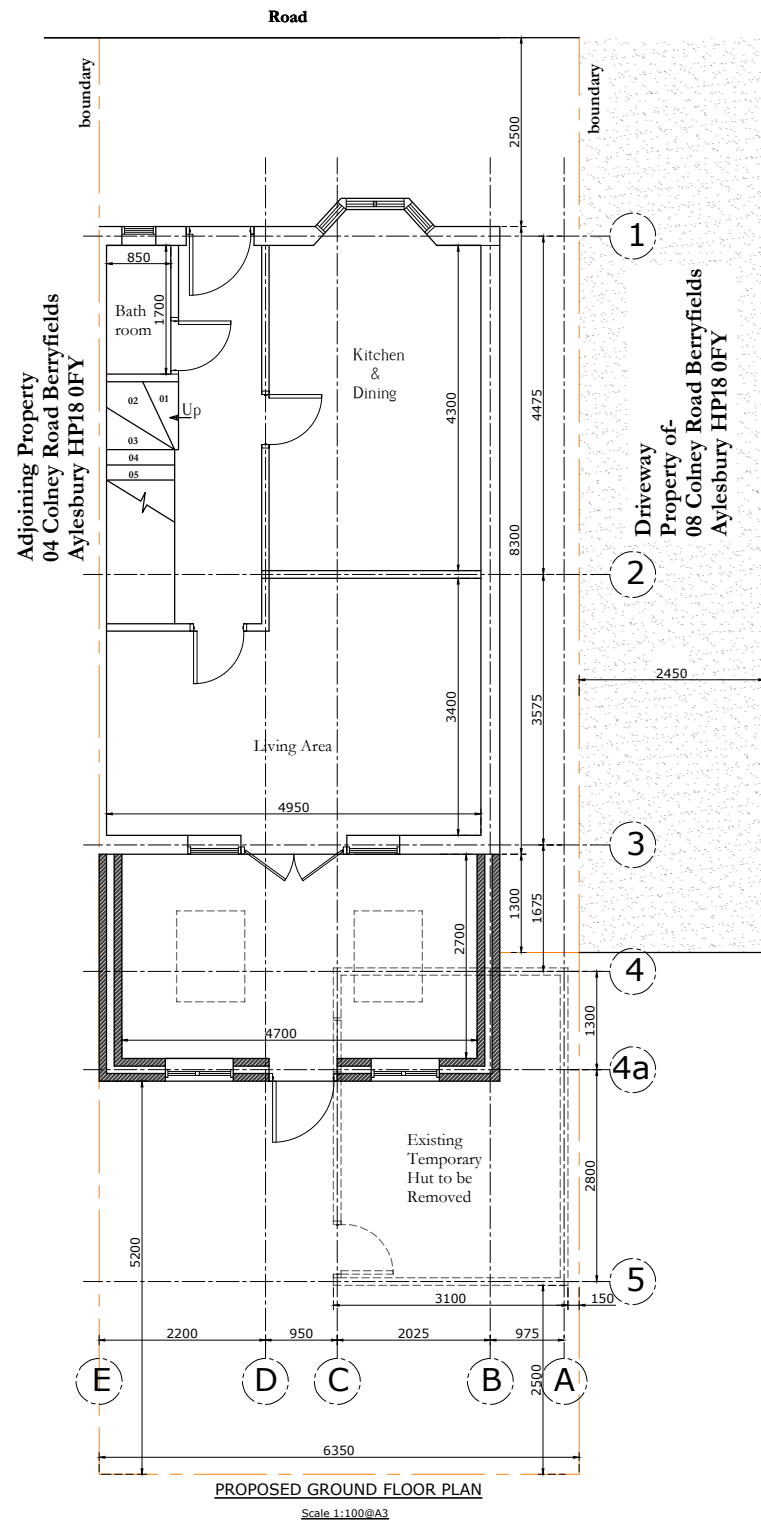 Road
boundary
boundary
2500
1
850
1700
Bath
room
Kitchen
&
Dining
Adjoining Property
04 Colney Road Berryfields
Aylesbury HP18 0FY
Driveway
Property of-
08 Colney Road Berryfields
Aylesbury HP18 0FY
02
01
Up
03
04
05
4300
4475
8300
2
2450
3400
3575
Living Area
4950
3
1300
1675
2700
4
4700
1300
4a
Existing
Temporary
Hut to be
Removed
2800
5200
5
3100
150
2200
950
2025
975
E
D
C
B
A
2500
6350
PROPOSED GROUND FLOOR PLAN
Scale 1:100@A3